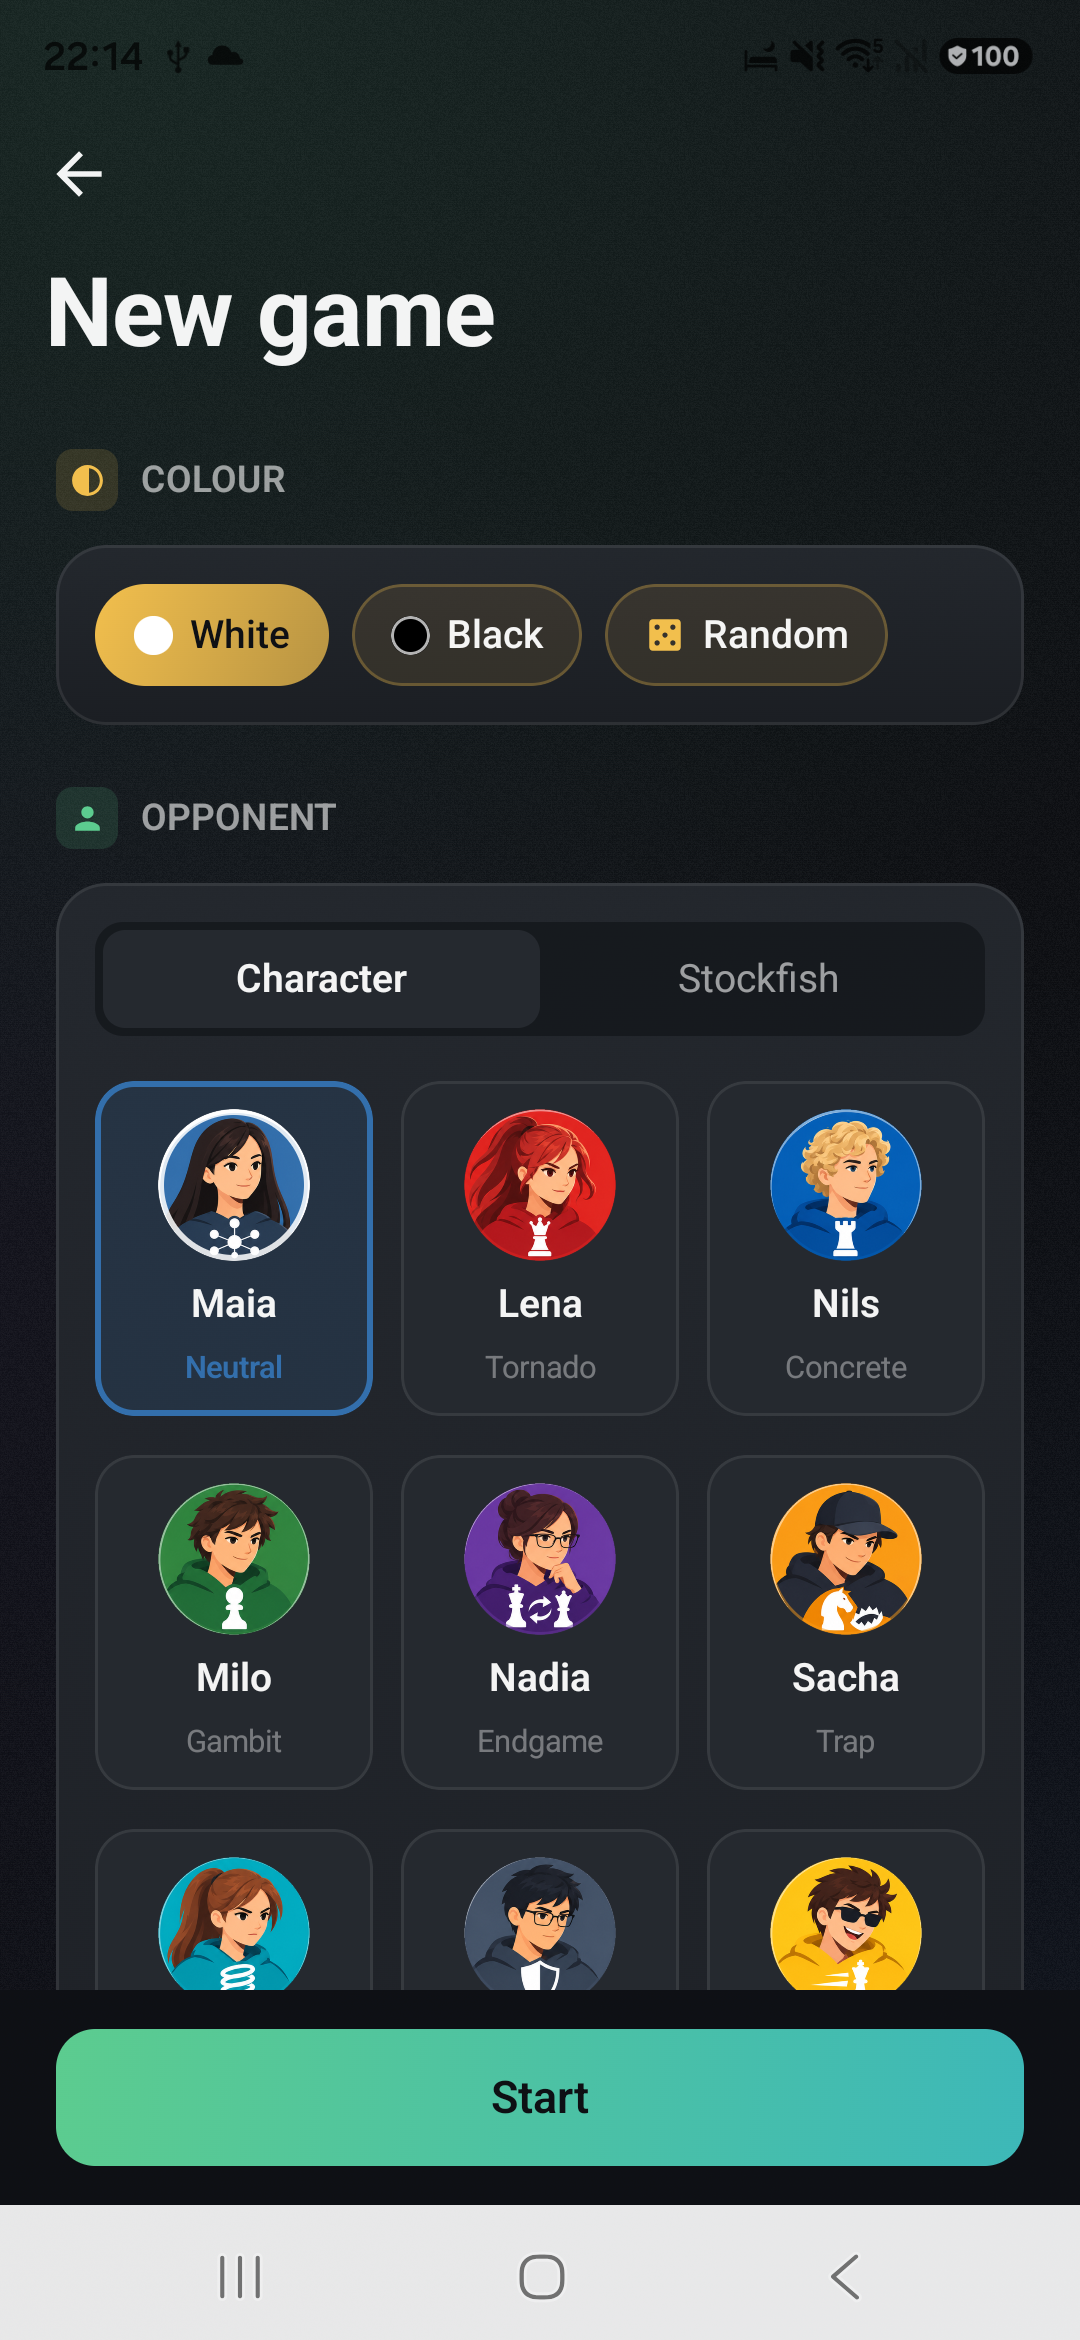 22:14
5
100
New game
COLOUR
White
Black
Random
OPPONENT
Character
Stockfish
Maia
Lena
Nils
Neutral
Tornado
Concrete
Milo
Nadia
Sacha
Gambit
Endgame
Trap
Start